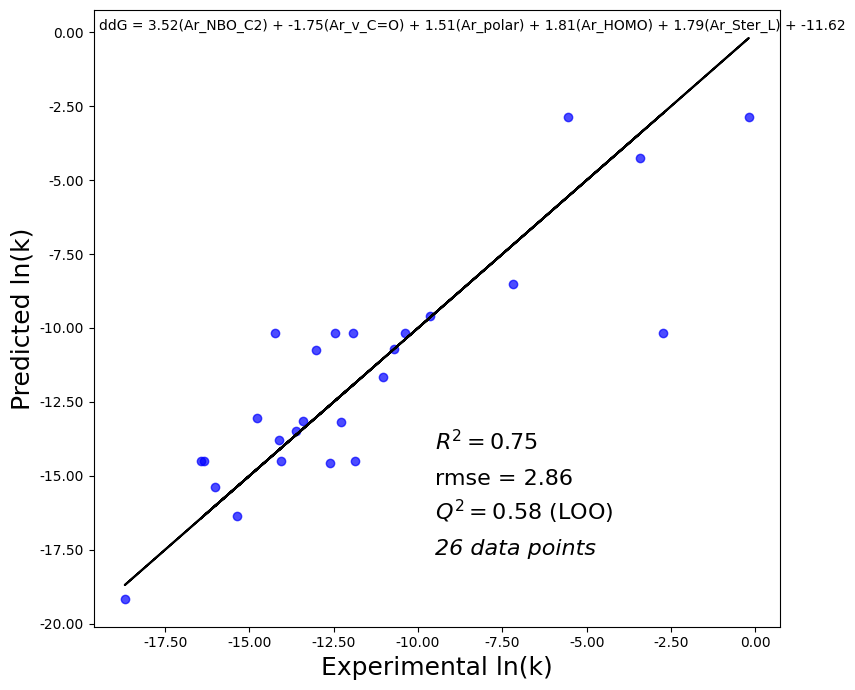 ddG = 3.52(Ar_NBO_C2) + -1.75(Ar_v_C=O) + 1.51(Ar_polar) + 1.81(Ar_HOMO) + 1.79(Ar_Ster_L) + -11.62
0.00
-2.50
-5.00
-7.50
-10.00
-12.50
-15.00
-17.50
-20.00
Predicted ln(k)
R² = 0.75
rmse = 2.86
Q² = 0.58 (LOO)
26 data points
-17.50 -15.00 -12.50 -10.00 -7.50 -5.00 -2.50 0.00
Experimental ln(k)